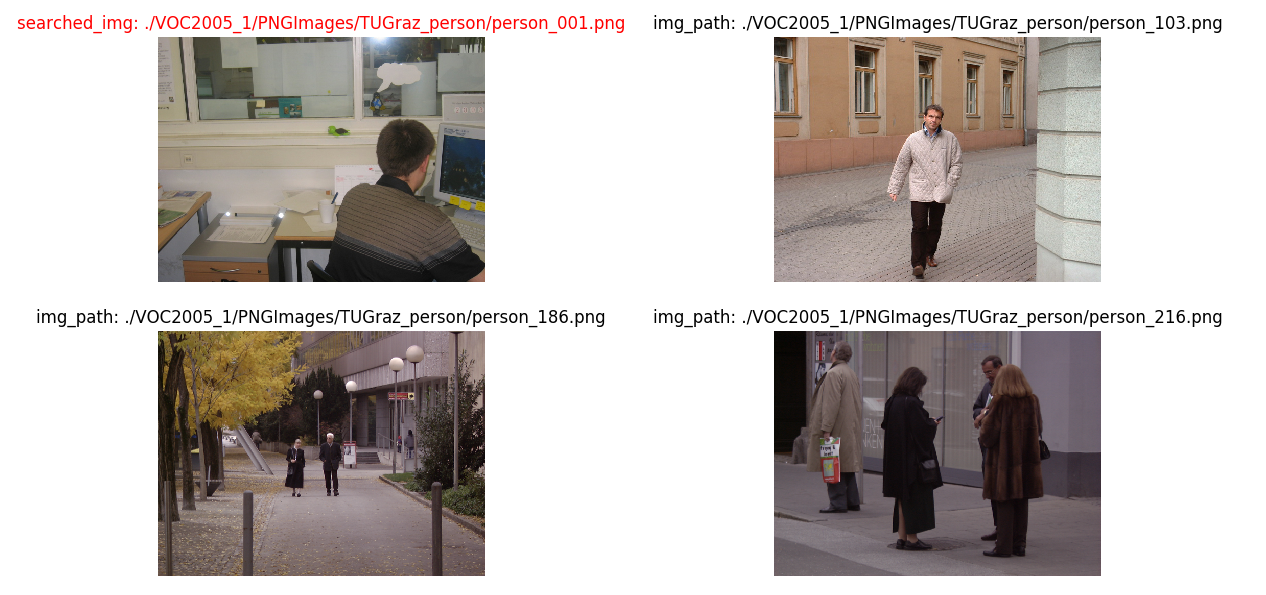 searched_img: ./VOC2005_1/PNGImages/TUGraz_person/person_001.png
img_path: ./VOC2005_1/PNGImages/TUGraz_person/person_103.png
img_path: ./VOC2005_1/PNGImages/TUGraz_person/person_186.png
img_path: ./VOC2005_1/PNGImages/TUGraz_person/person_216.png